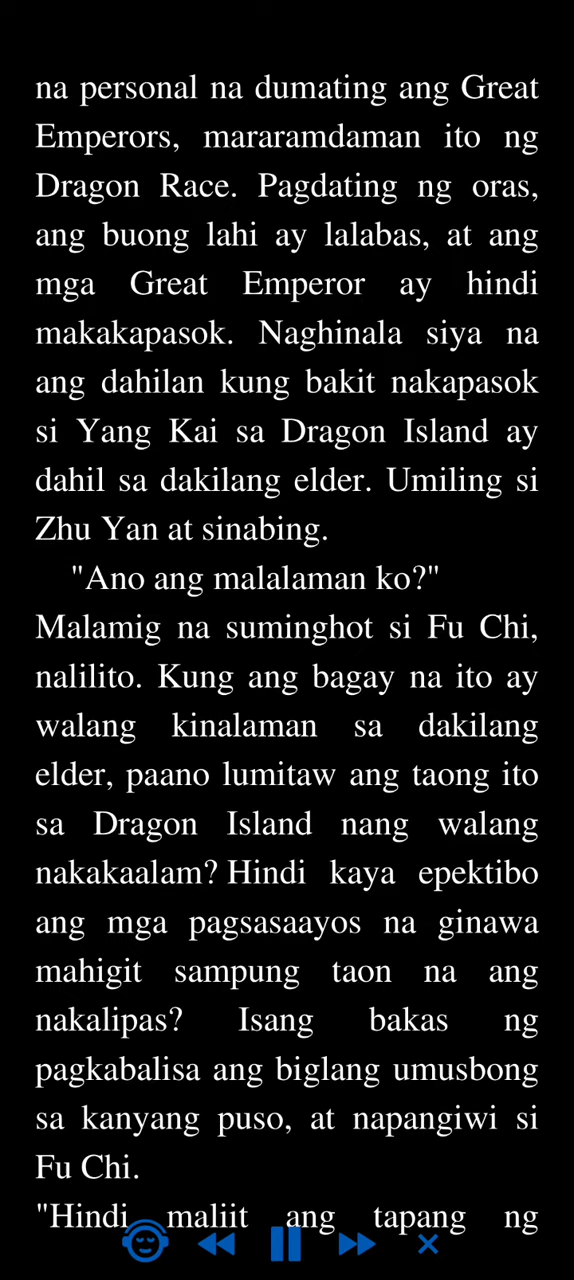 na personal na dumating ang Great
Emperors, mararamdaman ito ng
Dragon Race. Pagdating ng oras,
ang buong lahi ay lalabas, at ang
mga Great Emperor ay hindi
makakapasok. Naghinala siya na
ang dahilan kung bakit nakapasok
si Yang Kai sa Dragon Island ay
dahil sa dakilang elder. Umiling si
Zhu Yan at sinabing.
"Ano ang malalaman ko?"
Malamig na suminghot si Fu Chi,
nalilito. Kung ang bagay na ito ay
walang kinalaman sa dakilang
elder, paano lumitaw ang taong ito
sa Dragon Island nang walang
nakakaalam? Hindi kaya epektibo
ang mga pagsasaayos na ginawa
mahigit sampung taon na ang
nakalipas? Isang bakas ng
pagkabalisa ang biglang umusbong
sa kanyang puso, at napangiwi si
Fu Chi.
"Hindi maliit ang tapang ng